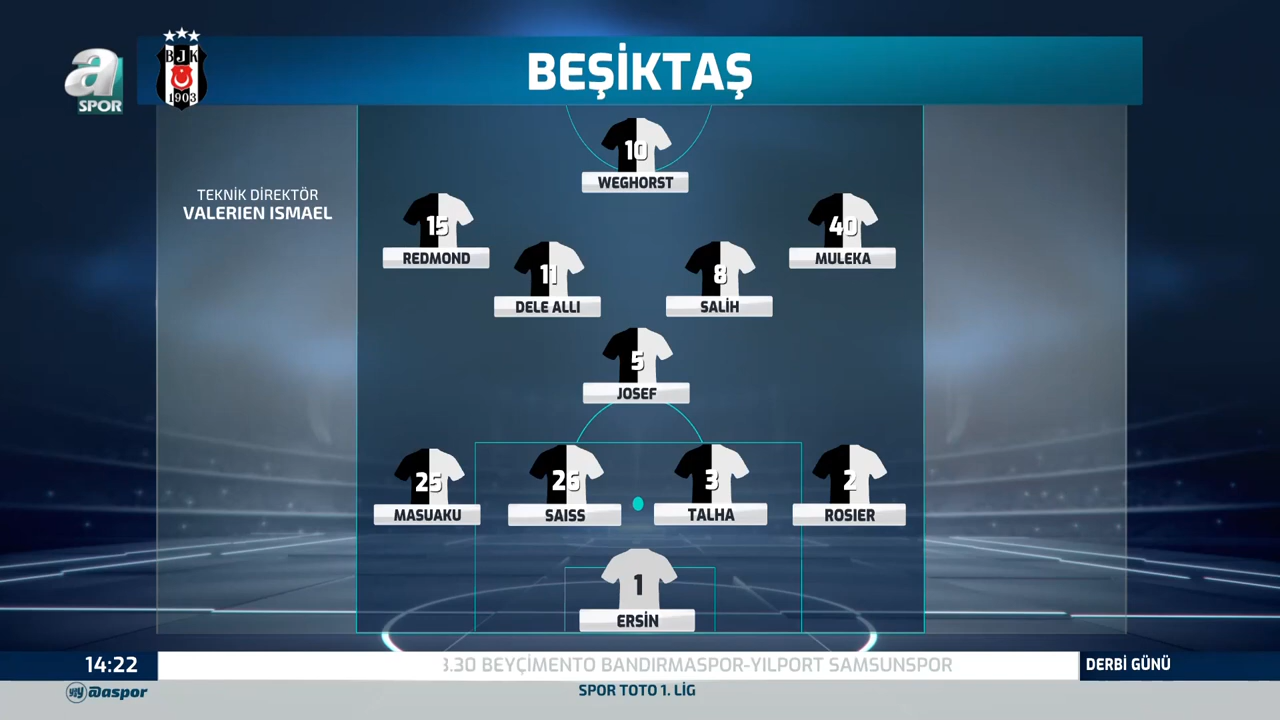 a
SPOR
BJK
1903
BEŞİKTAŞ
TEKNİK DİREKTÖR
VALERIEN ISMAEL
10
WEGHORST
15
REDMOND
40
MULEKA
11
DELE ALLI
8
SALİH
5
JOSEF
25
MASUAKU
26
SAISS
3
TALHA
2
ROSIER
1
ERSİN
14:22
3.30 BEYÇİMENTO BANDIRMASPOR-YILPORT SAMSUNSPOR
DERBİ GÜNÜ
@aspor
SPOR TOTO 1. LİG